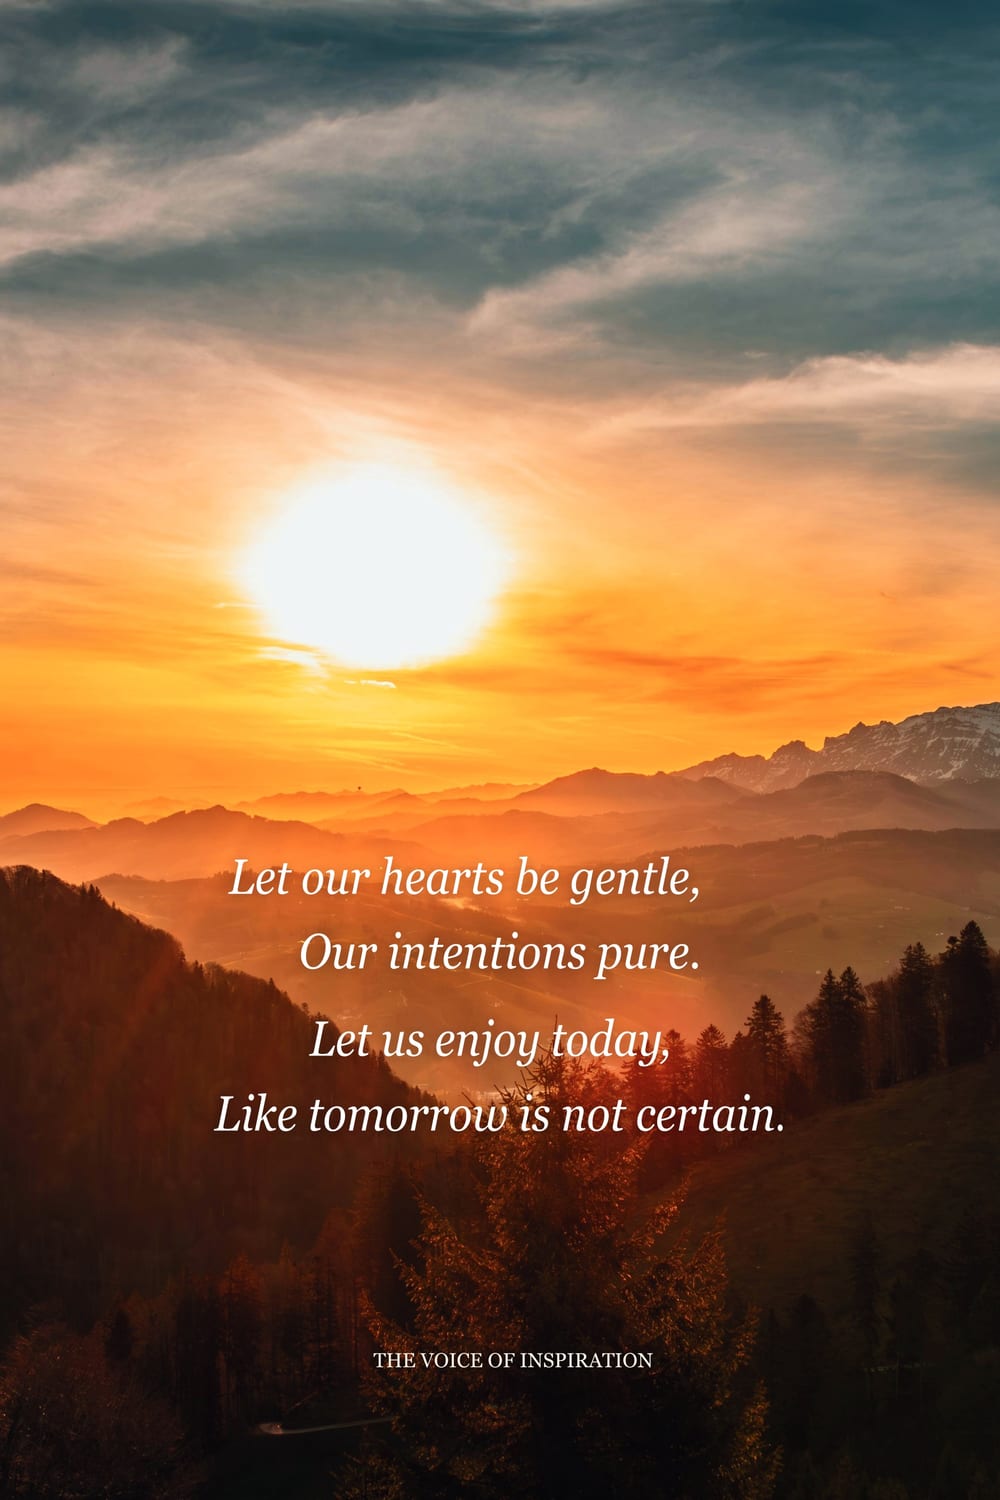 Let our hearts be gentle,
Our intentions pure.
Let us enjoy today,
Like tomorrow is not certain.
THE VOICE OF INSPIRATION